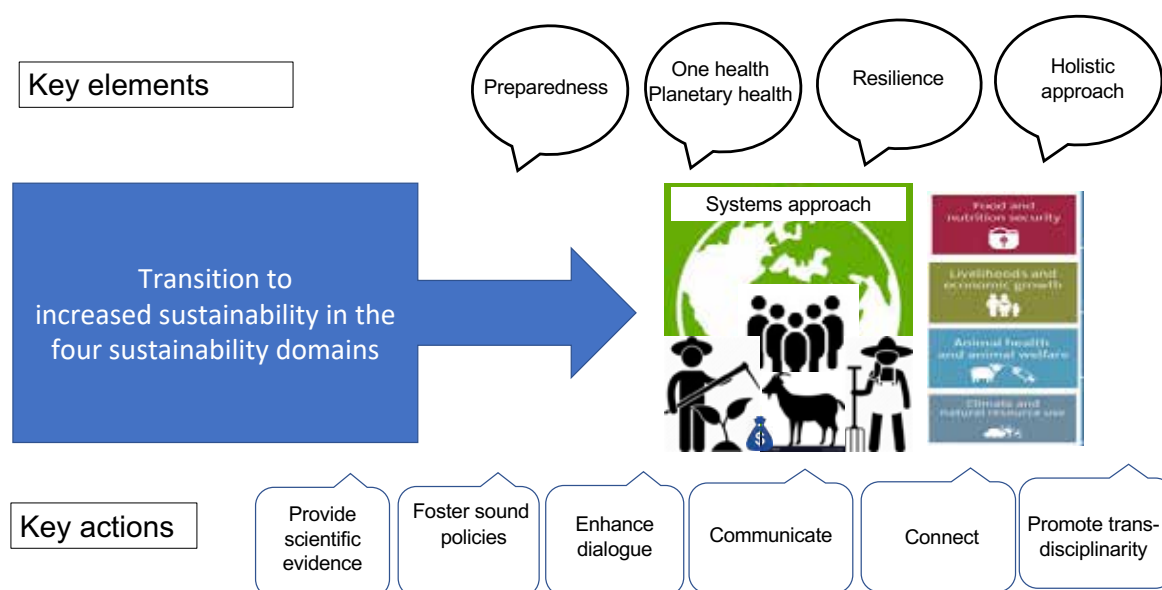 Key elements
Preparedness
One health
Planetary health
Resilience
Holistic
approach
Transition to
increased sustainability in the
four sustainability domains
Systems approach
$
Food and
nutrition security
Livelihoods and
economic growth
Animal health
and animal welfare
Climate and
natural resource use
Key actions
Provide
scientific
evidence
Foster sound
policies
Enhance
dialogue
Communicate
Connect
Promote trans-
disciplinarity